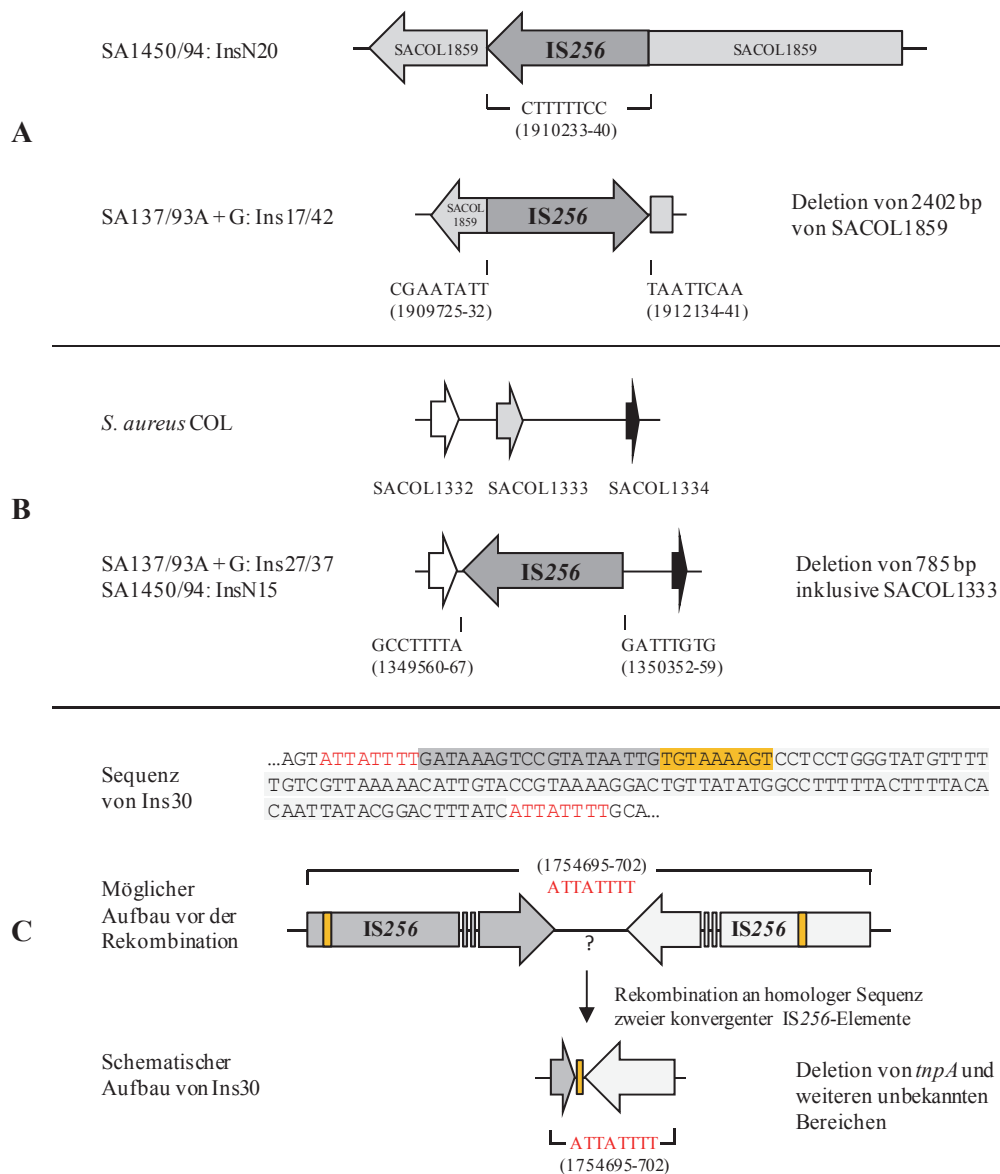 SA1450/94: InsN20
SACOL1859
IS256
SACOL1859
CTTTTTCC
(1910233-40)
A
SA137/93A + G: Ins17/42
SACOL
1859
IS256
Deletion von 2402 bp
von SACOL1859
CGAATATT
(1909725-32)
TAATTCAA
(1912134-41)
S. aureus COL
SACOL1332
SACOL1333
SACOL1334
B
SA137/93A + G: Ins27/37
SA1450/94: InsN15
IS256
Deletion von 785 bp
inklusive SACOL1333
GCCTTTTA
(1349560-67)
GATTTGTG
(1350352-59)
Sequenz
von Ins30
...AGTATTATTTTGATAAAGTCCGTATAATTGTGTAAAAGTCCTCCTGGGTATGTTTT
TGTCGTTAAAAACATTGTACCGTAAAAGGACTGTTATATGGCCTTTTTACTTTTACA
CAATTATACGGACTTTATCATTATTTTGCA...
C
Möglicher
Aufbau vor der
Rekombination
(1754695-702)
ATTATTTT
IS256
?
IS256
Rekombination an homologer Sequenz
zweier konvergenter IS256-Elemente
Schematischer
Aufbau von Ins30
Deletion von tnpA und
weiteren unbekannten
Bereichen
ATTATTTT
(1754695-702)